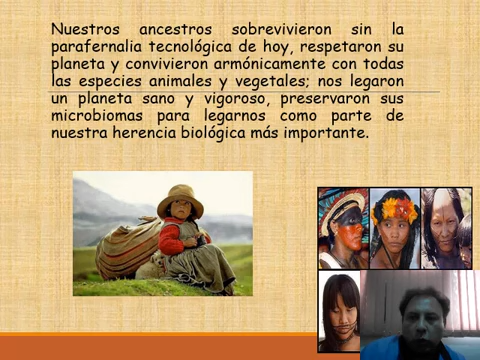 Nuestros ancestros sobrevivieron sin la
parafernalia tecnológica de hoy, respetaron su
planeta y convivieron armónicamente con todas
las especies animales y vegetales; nos legaron
un planeta sano y vigoroso, preservaron sus
microbiomas para legarnos como parte de
nuestra herencia biológica más importante.